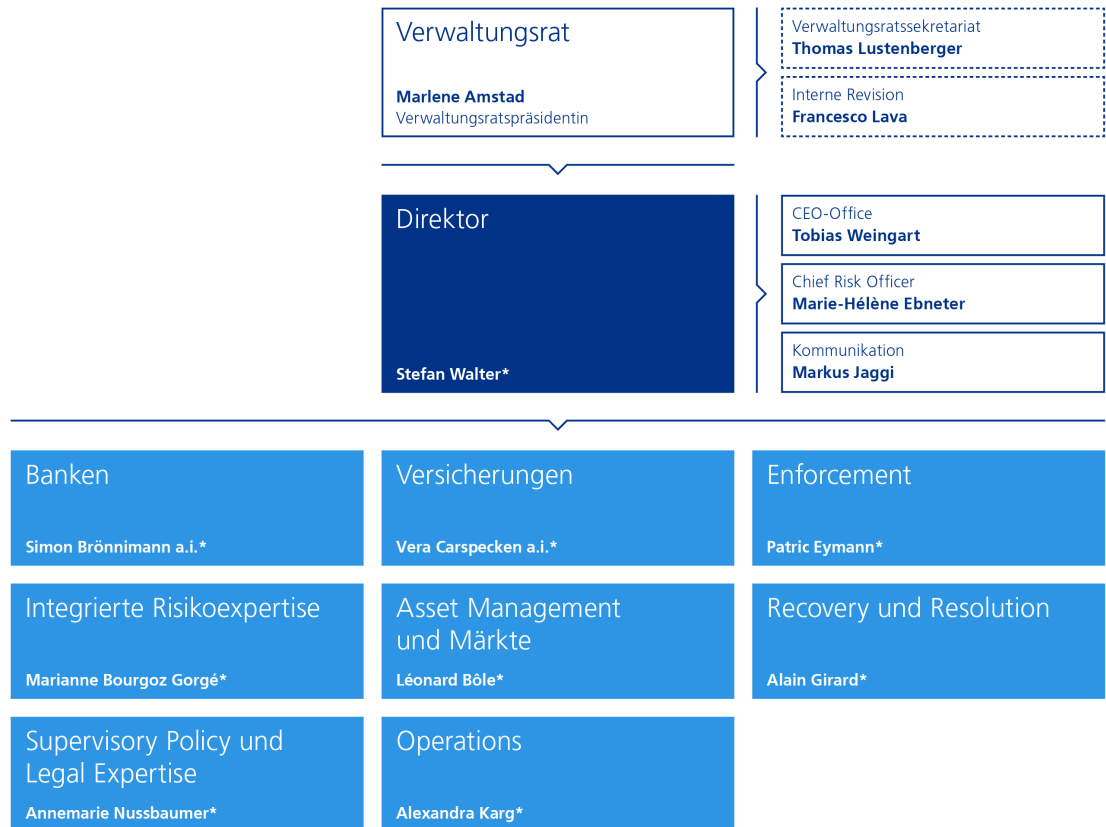 Verwaltungsrat
Marlene Amstad
Verwaltungsratspräsidentin
Verwaltungsratssekretariat
Thomas Lustenberger
Interne Revision
Francesco Lava
Direktor
Stefan Walter*
CEO-Office
Tobias Weingart
Chief Risk Officer
Marie-Hélène Ebneter
Kommunikation
Markus Jaggi
Banken
Simon Brönnimann a.i.*
Versicherungen
Vera Carspecken a.i.*
Enforcement
Patric Eymann*
Integrierte Risikoexpertise
Marianne Bourgoz Gorgé*
Asset Management
und Märkte
Léonard Bôle*
Recovery und Resolution
Alain Girard*
Supervisory Policy und
Legal Expertise
Annemarie Nussbaumer*
Operations
Alexandra Karg*